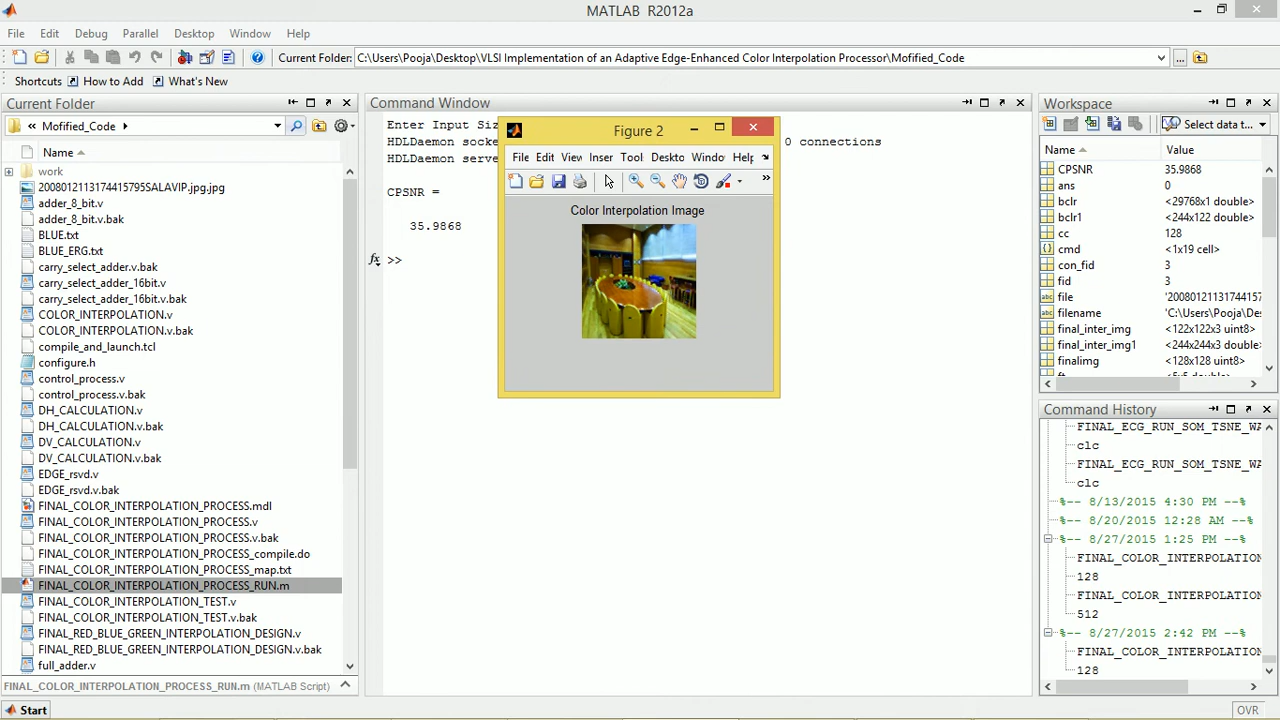 MATLAB R2012a
File Edit Debug Parallel Desktop Window Help
Current Folder: C:\Users\Pooja\Desktop\VLSI Implementation of an Adaptive Edge-Enhanced Color Interpolation Processor\Mofified_Code
Shortcuts How to Add What's New
Current Folder
« Mofified_Code
Name
work
2008012113174415795SALAVIP.jpg.jpg
adder_8_bit.v
adder_8_bit.v.bak
BLUE.txt
BLUE_ERG.txt
carry_select_adder.v.bak
carry_select_adder_16bit.v
carry_select_adder_16bit.v.bak
COLOR_INTERPOLATION.v
COLOR_INTERPOLATION.v.bak
compile_and_launch.tcl
configure.h
control_process.v
control_process.v.bak
DH_CALCULATION.v
DH_CALCULATION.v.bak
DV_CALCULATION.v
DV_CALCULATION.v.bak
EDGE_rsvd.v
EDGE_rsvd.v.bak
FINAL_COLOR_INTERPOLATION_PROCESS.mdl
FINAL_COLOR_INTERPOLATION_PROCESS.v
FINAL_COLOR_INTERPOLATION_PROCESS.v.bak
FINAL_COLOR_INTERPOLATION_PROCESS_compile.do
FINAL_COLOR_INTERPOLATION_PROCESS_map.txt
FINAL_COLOR_INTERPOLATION_PROCESS_RUN.m
FINAL_COLOR_INTERPOLATION_TEST.v
FINAL_COLOR_INTERPOLATION_TEST.v.bak
FINAL_RED_BLUE_GREEN_INTERPOLATION_DESIGN.v
FINAL_RED_BLUE_GREEN_INTERPOLATION_DESIGN.v.bak
full_adder.v
FINAL_COLOR_INTERPOLATION_PROCESS_RUN.m (MATLAB Script)
Start
Command Window
Enter Input Siz
HDLDaemon socke 0 connections
HDLDaemon serve
CPSNR =
35.9868
fx >>
Figure 2
File Edit View Inser Tool Deskto Windo Help
Color Interpolation Image
Workspace
Select data t...
Name Value
CPSNR 35.9868
ans 0
bclr <29768x1 double>
bclr1 <244x122 double>
cc 128
cmd <1x19 cell>
con_fid 3
fid 3
file '20080121131744157
filename 'C:\Users\Pooja\Des
final_inter_img <122x122x3 uint8>
final_inter_img1 <244x244x3 double>
finalimg <128x128 uint8>
Command History
FINAL_ECG_RUN_SOM_TSNE_WA
clc
FINAL_ECG_RUN_SOM_TSNE_WA
clc
%-- 8/13/2015 4:30 PM --%
%-- 8/20/2015 12:28 AM --%
%-- 8/27/2015 1:25 PM --%
FINAL_COLOR_INTERPOLATION
128
FINAL_COLOR_INTERPOLATION
512
%-- 8/27/2015 2:42 PM --%
FINAL_COLOR_INTERPOLATION
128
OVR